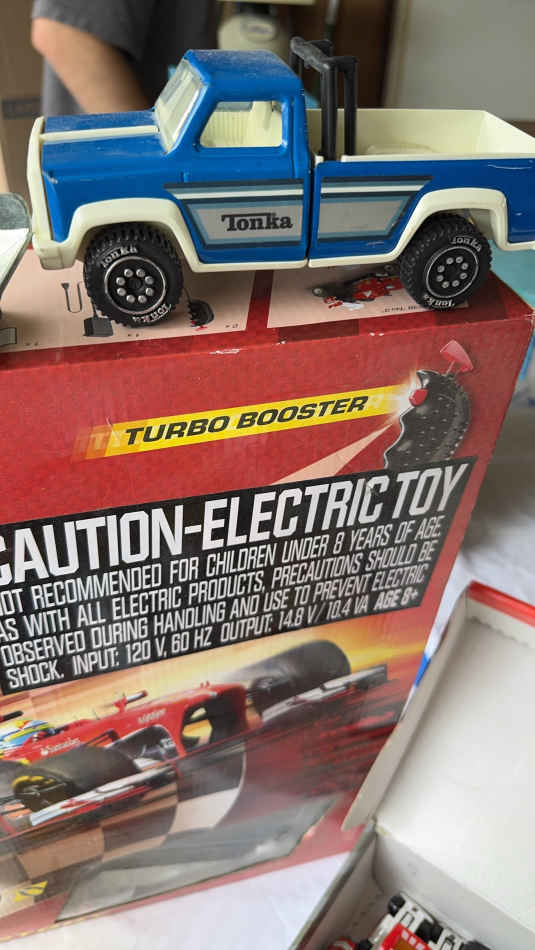 Tonka
Tonka
Tonka
Tonka
TURBO BOOSTER
CAUTION-ELECTRIC TOY
NOT RECOMMENDED FOR CHILDREN UNDER 8 YEARS OF AGE.
AS WITH ALL ELECTRIC PRODUCTS, PRECAUTIONS SHOULD BE
OBSERVED DURING HANDLING AND USE TO PREVENT ELECTRIC
SHOCK. INPUT: 120 V, 60 HZ OUTPUT: 14.8 V / 10.4 VA AGE 8+
Santander